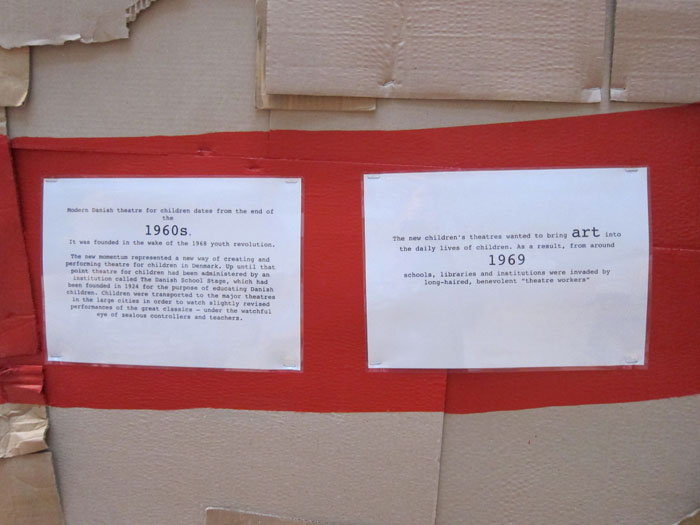 Modern Danish theatre for children dates from the end of
the
1960s.
It was founded in the wake of the 1968 youth revolution.
The new momentum represented a new way of creating and
performing theatre for children in Denmark. Up until that
point theatre for children had been administered by an
institution called The Danish School Stage, which had
been founded in 1924 for the purpose of educating Danish
children. Children were transported to the major theatres
in the large cities in order to watch slightly revised
performances of the great classics – under the watchful
eye of zealous controllers and teachers.
The new children's theatres wanted to bring art into
the daily lives of children. As a result, from around
1969
schools, libraries and institutions were invaded by
long-haired, benevolent "theatre workers"